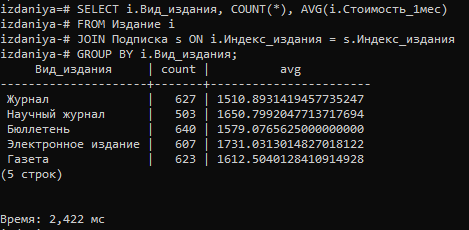 izdaniya=# SELECT i.Вид_издания, COUNT(*), AVG(i.Стоимость_1мес)
izdaniya-# FROM Издание i
izdaniya-# JOIN Подписка s ON i.Индекс_издания = s.Индекс_издания
izdaniya-# GROUP BY i.Вид_издания;
Вид_издания | count | avg
--------------------+-------+-----------------------
Журнал | 627 | 1510.8931419457735247
Научный журнал | 503 | 1650.7992047713717694
Бюллетень | 640 | 1579.0765625000000000
Электронное издание | 607 | 1731.0313014827018122
Газета | 623 | 1612.5040128410914928
(5 строк)
Время: 2,422 мс